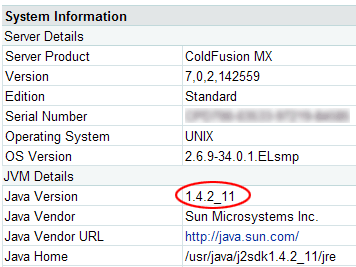 System Information
Server Details
Server Product ColdFusion MX
Version 7,0,2,142559
Edition Standard
Serial Number
Operating System UNIX
OS Version 2.6.9-34.0.1.ELsmp
JVM Details
Java Version 1.4.2_11
Java Vendor Sun Microsystems Inc.
Java Vendor URL http://java.sun.com/
Java Home /usr/java/j2sdk1.4.2_11/jre